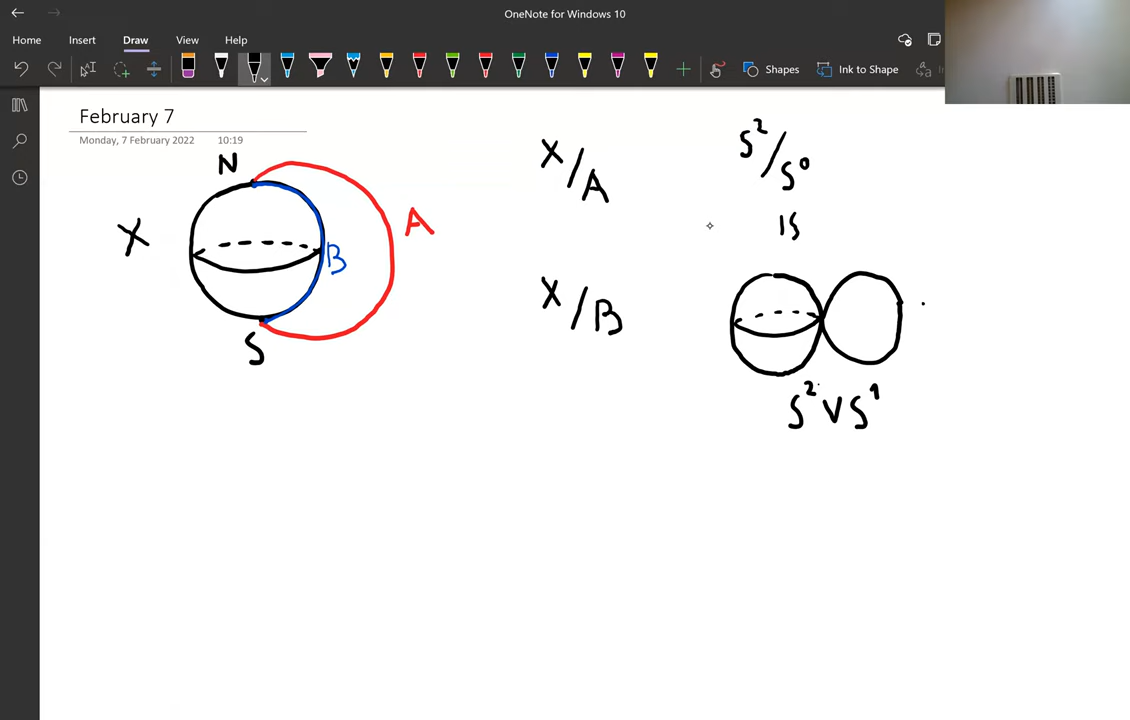 OneNote for Windows 10
Home Insert Draw View Help
Shapes Ink to Shape
February 7
Monday, 7 February 2022 10:19
N
X
A
B
S
X/A
X/B
S²/S⁰
IS
S² V S¹